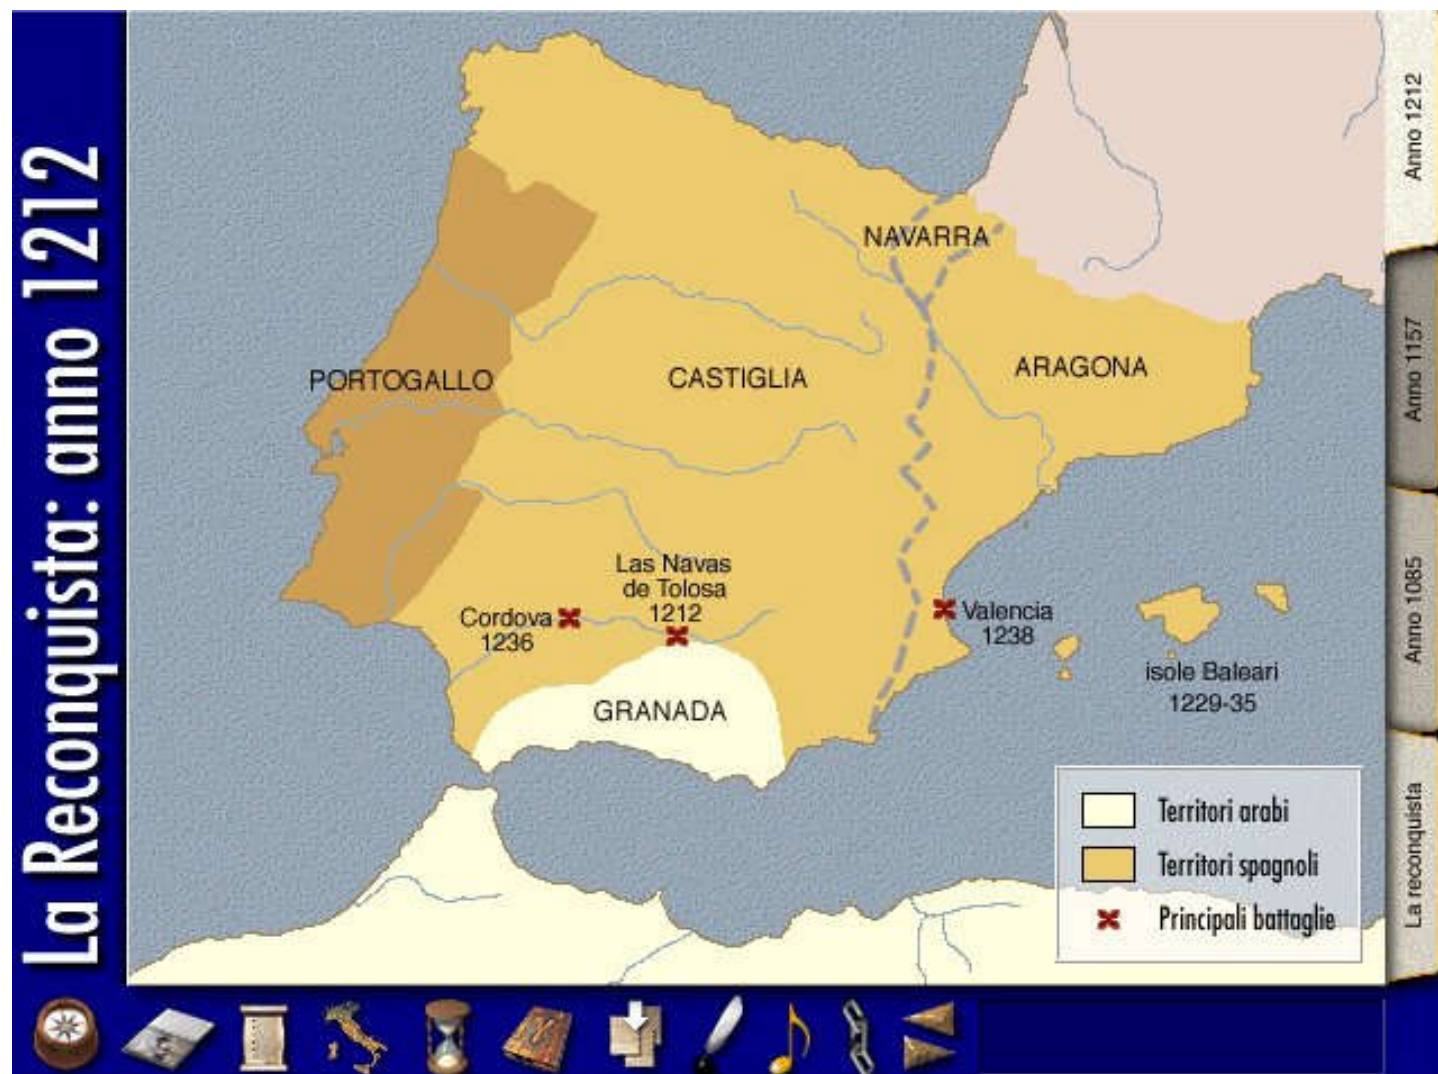 La Reconquista: anno 1212
NAVARRA
ARAGONA
CASTIGLIA
PORTOGALLO
Las Navas
de Tolosa
1212
Cordova
1236
Valencia
1238
isole Baleari
1229-35
GRANADA
Territori arabi
Territori spagnoli
Principali battaglie
Anno 1212
Anno 1157
Anno 1085
La reconquista